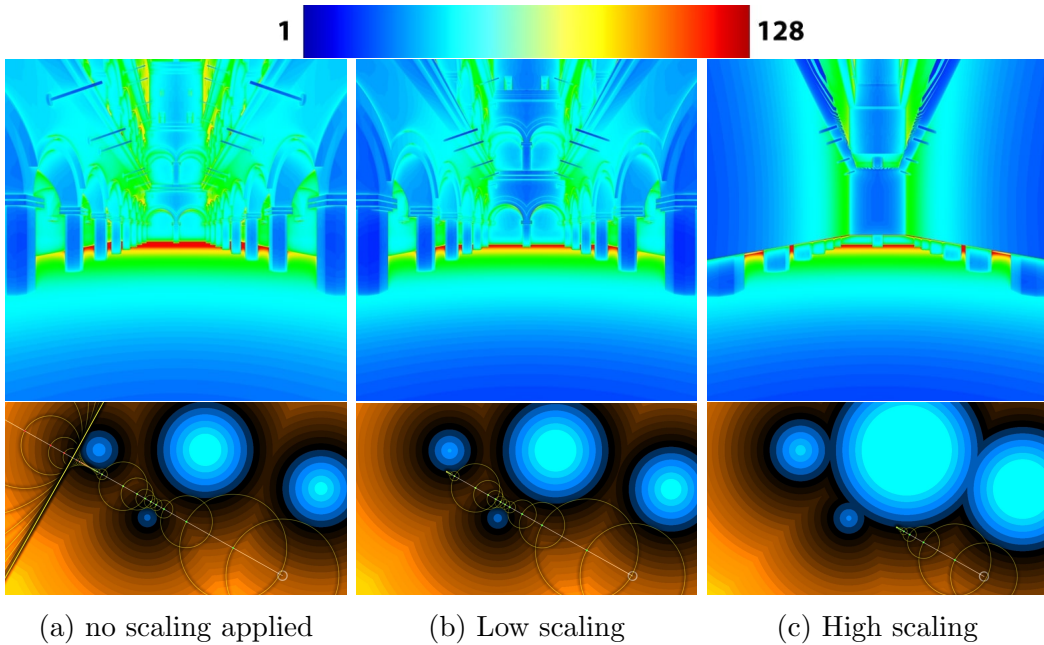 1
128
(a) no scaling applied
(b) Low scaling
(c) High scaling